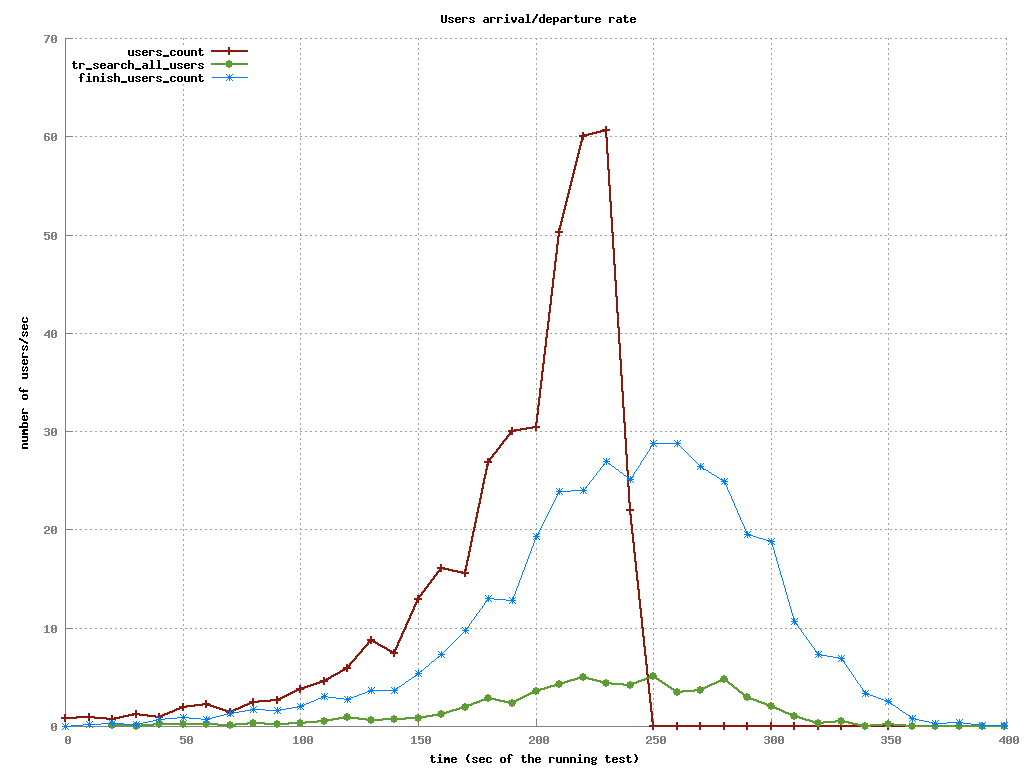 Users arrival/departure rate
users_count
tr_search_all_users
finish_users_count
number of users/sec
70
60
50
40
30
20
10
0
0 50 100 150 200 250 300 350 400
time (sec of the running test)